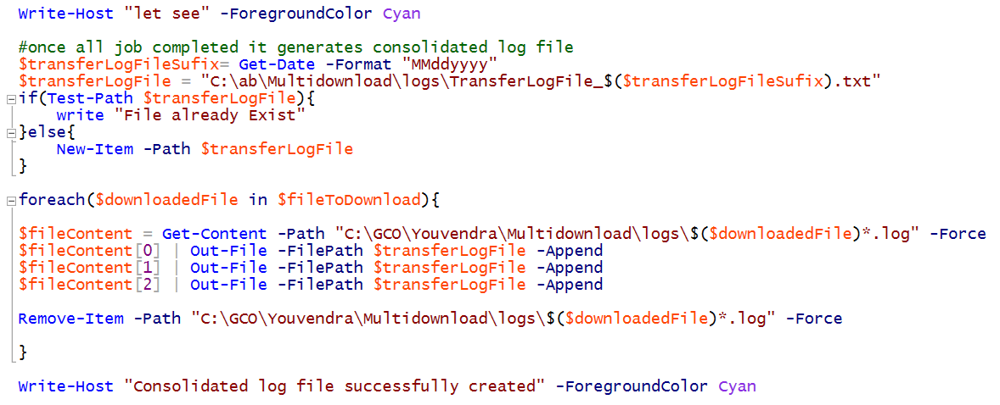 Write-Host "let see" -ForegroundColor Cyan
#once all job completed it generates consolidated log file
$transferLogFileSufix= Get-Date -Format "MMddyyyy"
$transferLogFile = "C:\ab\Multidownload\logs\TransferLogFile_$($transferLogFileSufix).txt"
if(Test-Path $transferLogFile){
    write "File already Exist"
}else{
    New-Item -Path $transferLogFile
}
foreach($downloadedFile in $fileToDownload){
$fileContent = Get-Content -Path "C:\GCO\Youvendra\Multidownload\logs\$($downloadedFile)*.log" -Force
$fileContent[0] | Out-File -FilePath $transferLogFile -Append
$fileContent[1] | Out-File -FilePath $transferLogFile -Append
$fileContent[2] | Out-File -FilePath $transferLogFile -Append
Remove-Item -Path "C:\GCO\Youvendra\Multidownload\logs\$($downloadedFile)*.log" -Force
}
Write-Host "Consolidated log file successfully created" -ForegroundColor Cyan